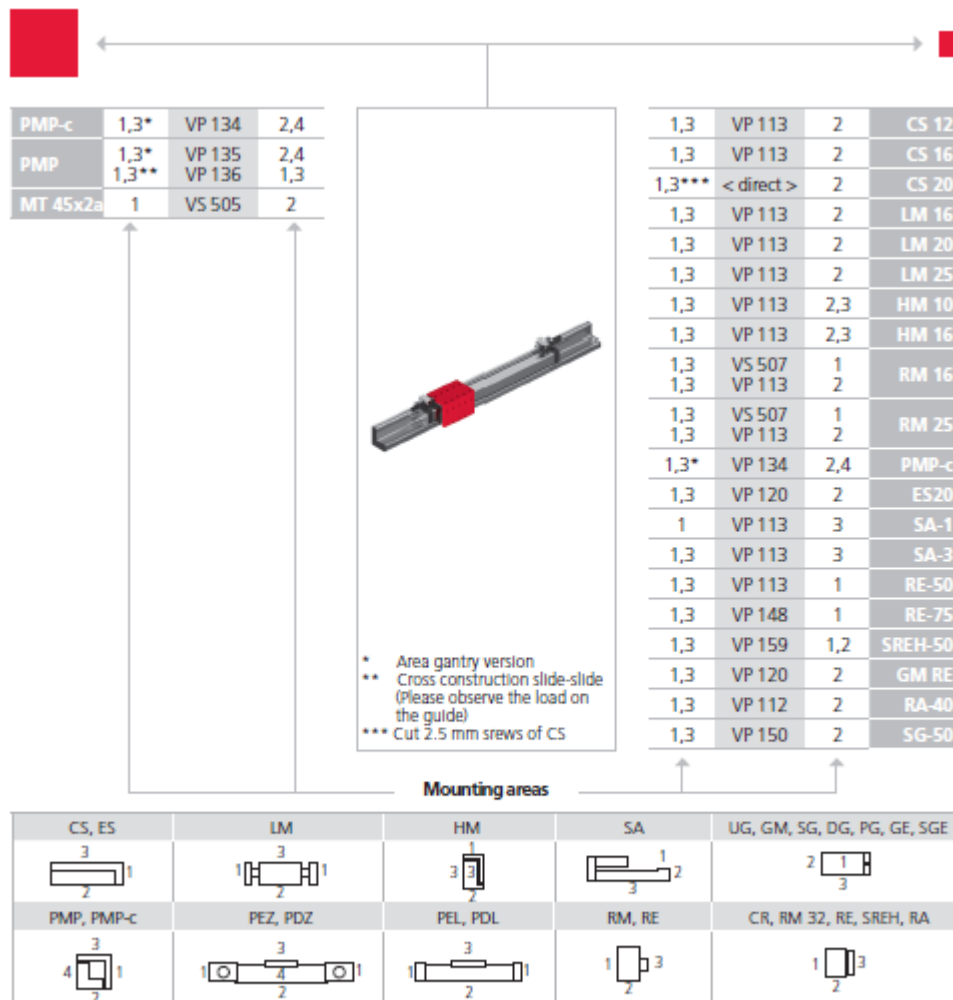 PMP-c 1,3* VP 134 2,4
PMP 1,3* VP 135 2,4
1,3** VP 136 1,3
MT 45x2a 1 VS 505 2
1,3 VP 113 2 CS 12
1,3 VP 113 2 CS 16
1,3*** < direct > 2 CS 20
1,3 VP 113 2 LM 16
1,3 VP 113 2 LM 20
1,3 VP 113 2 LM 25
1,3 VP 113 2,3 HM 10
1,3 VP 113 2,3 HM 16
1,3 VS 507 1 RM 16
1,3 VP 113 2
1,3 VS 507 1 RM 25
1,3 VP 113 2
1,3* VP 134 2,4 PMP-c
1,3 VP 120 2 ES20
1 VP 113 3 SA-1
1,3 VP 113 3 SA-3
1,3 VP 113 1 RE-50
1,3 VP 148 1 RE-75
1,3 VP 159 1,2 SREH-50
1,3 VP 120 2 GM RE
1,3 VP 112 2 RA-40
1,3 VP 150 2 SG-50
* Area gantry version
** Cross construction slide-slide
(Please observe the load on
the guide)
*** Cut 2.5 mm srews of CS
Mounting areas
CS, ES LM HM SA UG, GM, SG, DG, PG, GE, SGE
3 3 1
1 1 1 3 3 1 2 2 1
2 2 2 3 3
PMP, PMP-c PEZ, PDZ PEL, PDL RM, RE CR, RM 32, RE, SREH, RA
3 3 3
4 1 1 4 1 1 1 1 3 1 3
2 2 2 2 2